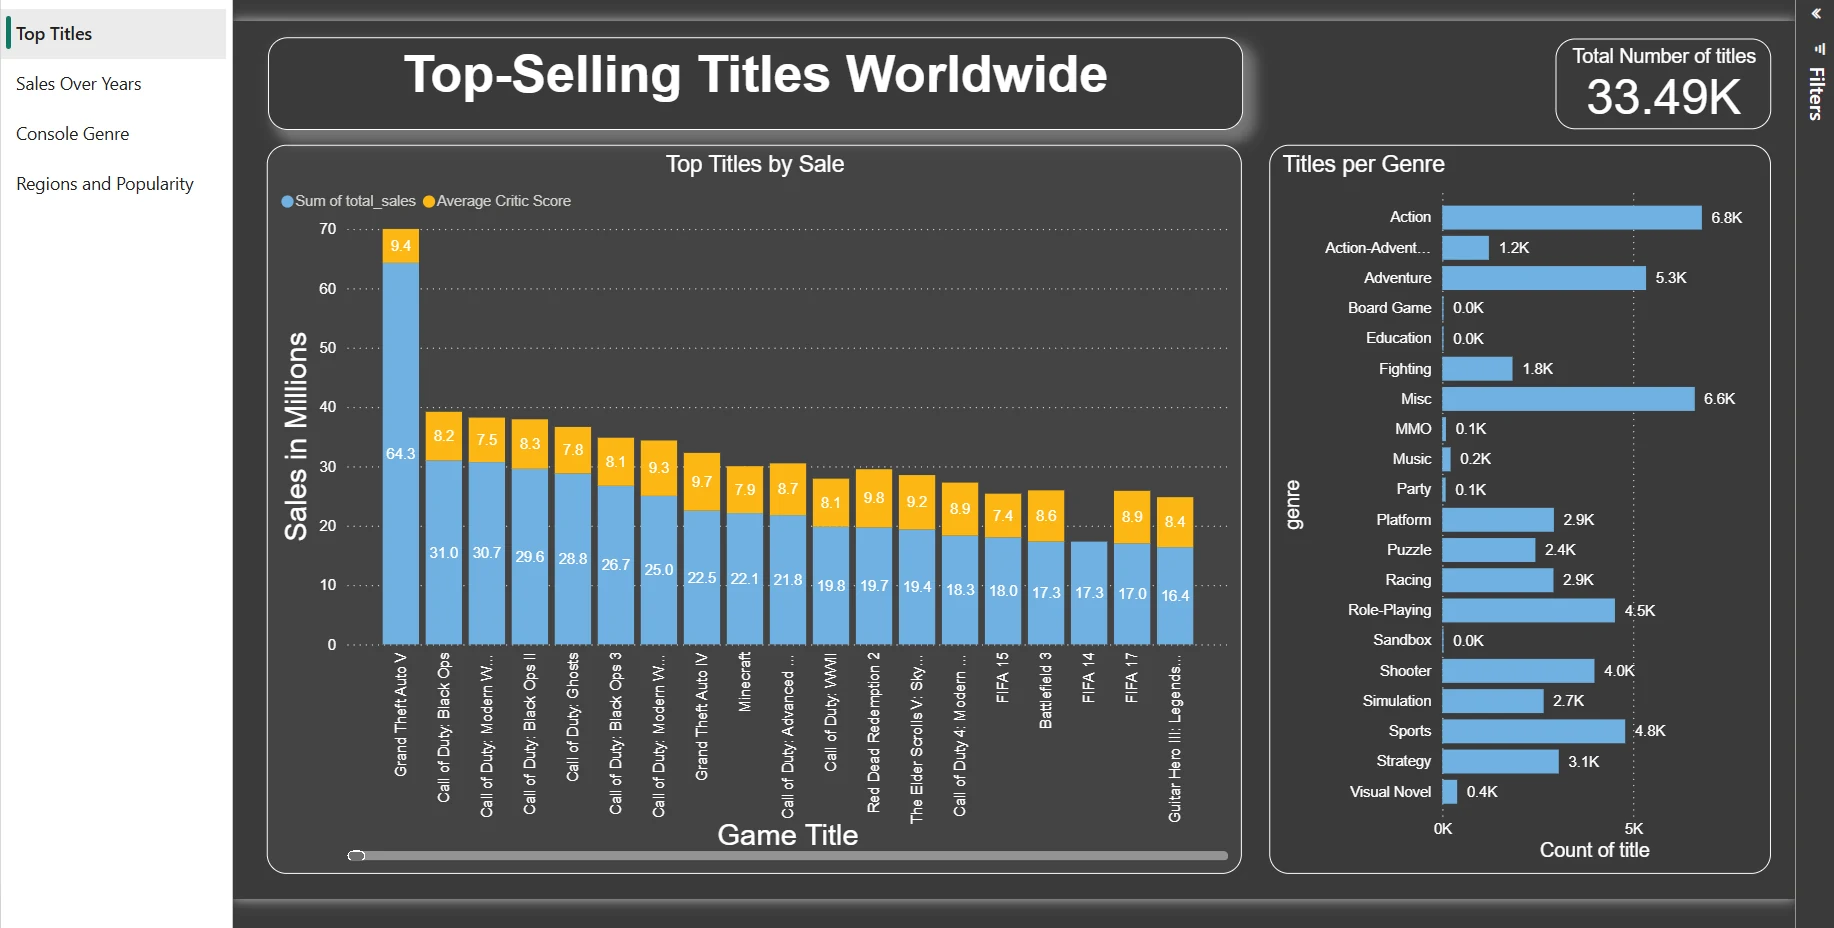 Top Titles
Sales Over Years
Console Genre
Regions and Popularity
Top-Selling Titles Worldwide
Total Number of titles
33.49K
Filters
Top Titles by Sale
Sum of total_sales Average Critic Score
Sales in Millions
70
60
50
40
30
20
10
0
9.4
8.2
7.5
8.3
7.8
8.1
9.3
9.7
7.9
8.7
8.1
9.8
9.2
8.9
7.4
8.6
8.9
8.4
64.3
31.0
30.7
29.6
28.8
26.7
25.0
22.5
22.1
21.8
19.8
19.7
19.4
18.3
18.0
17.3
17.3
17.0
16.4
Grand Theft Auto V
Call of Duty: Black Ops
Call of Duty: Modern W...
Call of Duty: Black Ops II
Call of Duty: Ghosts
Call of Duty: Black Ops 3
Call of Duty: Modern W...
Grand Theft Auto IV
Minecraft
Call of Duty: Advanced ...
Call of Duty: WWII
Red Dead Redemption 2
The Elder Scrolls V: Sky...
Call of Duty 4: Modern ...
FIFA 15
Battlefield 3
FIFA 14
FIFA 17
Guitar Hero III: Legends...
Game Title
Titles per Genre
genre
Action 6.8K
Action-Advent... 1.2K
Adventure 5.3K
Board Game 0.0K
Education 0.0K
Fighting 1.8K
Misc 6.6K
MMO 0.1K
Music 0.2K
Party 0.1K
Platform 2.9K
Puzzle 2.4K
Racing 2.9K
Role-Playing 4.5K
Sandbox 0.0K
Shooter 4.0K
Simulation 2.7K
Sports 4.8K
Strategy 3.1K
Visual Novel 0.4K
0K 5K
Count of title